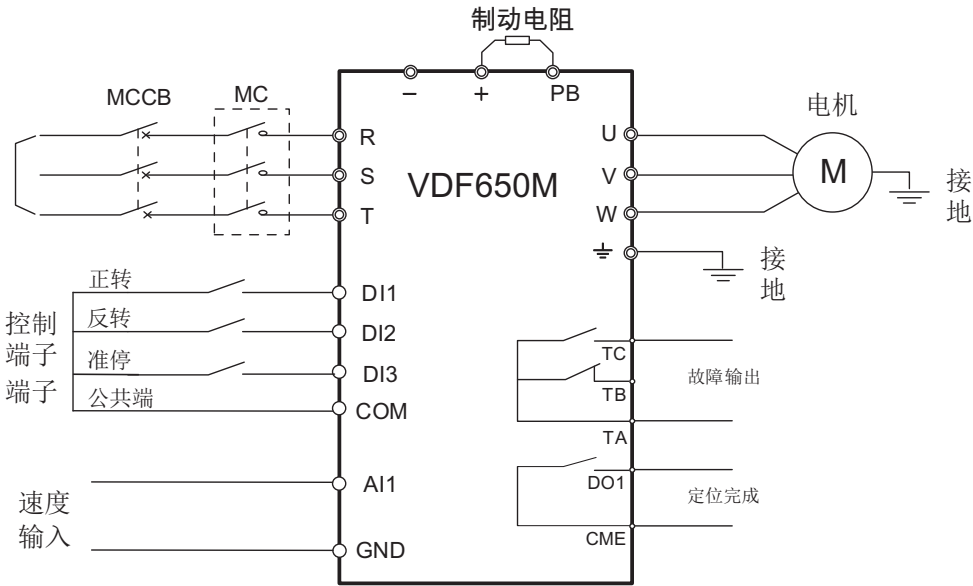 制动电阻
− + PB
MCCB
MC
R
S
T
VDF650M
U
V
W
电机
M
接地
接地
控制端子端子
正转
反转
准停
公共端
DI1
DI2
DI3
COM
速度输入
AI1
GND
TC
TB
TA
故障输出
DO1
CME
定位完成